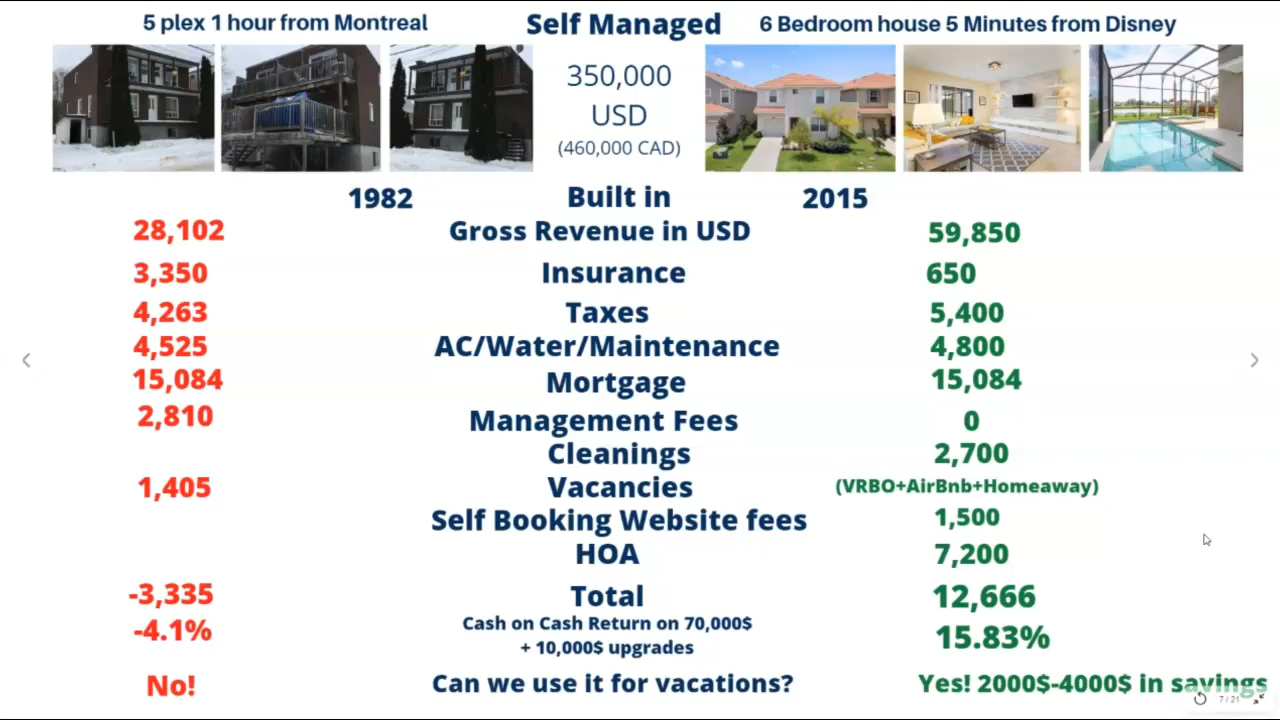 5 plex 1 hour from Montreal Self Managed 6 Bedroom house 5 Minutes from Disney
350,000
USD
(460,000 CAD)
1982 Built in 2015
28,102 Gross Revenue in USD 59,850
3,350 Insurance 650
4,263 Taxes 5,400
4,525 AC/Water/Maintenance 4,800
15,084 Mortgage 15,084
2,810 Management Fees 0
Cleanings 2,700
1,405 Vacancies (VRBO+AirBnb+Homeaway)
Self Booking Website fees 1,500
HOA 7,200
-3,335 Total 12,666
-4.1% Cash on Cash Return on 70,000$ 15.83%
+ 10,000$ upgrades
No! Can we use it for vacations? Yes! 2000$-4000$ in savings
7 / 21